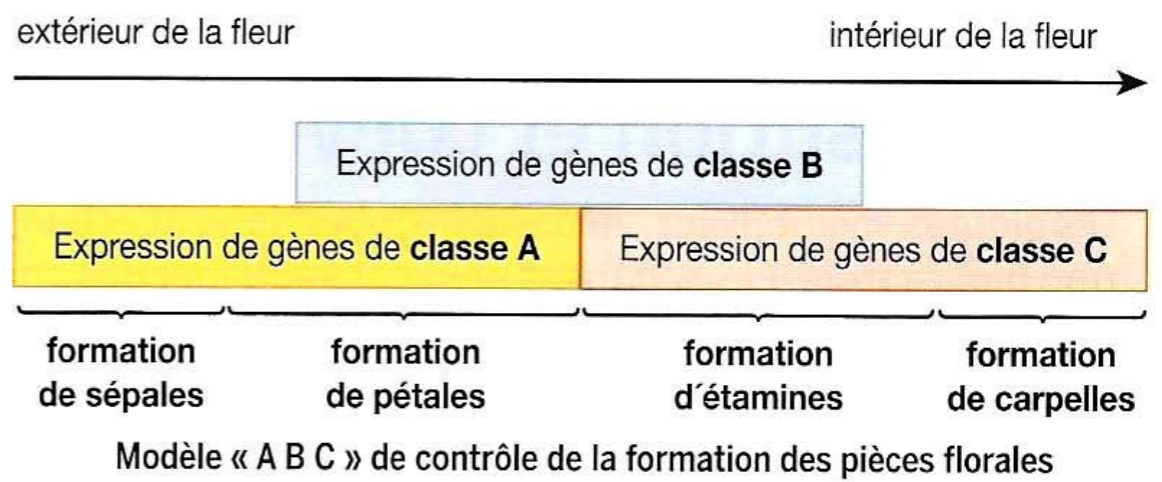 extérieur de la fleur
intérieur de la fleur
Expression de gènes de classe B
Expression de gènes de classe A
Expression de gènes de classe C
formation
de sépales
formation
de pétales
formation
d´étamines
formation
de carpelles
Modèle « A B C » de contrôle de la formation des pièces florales